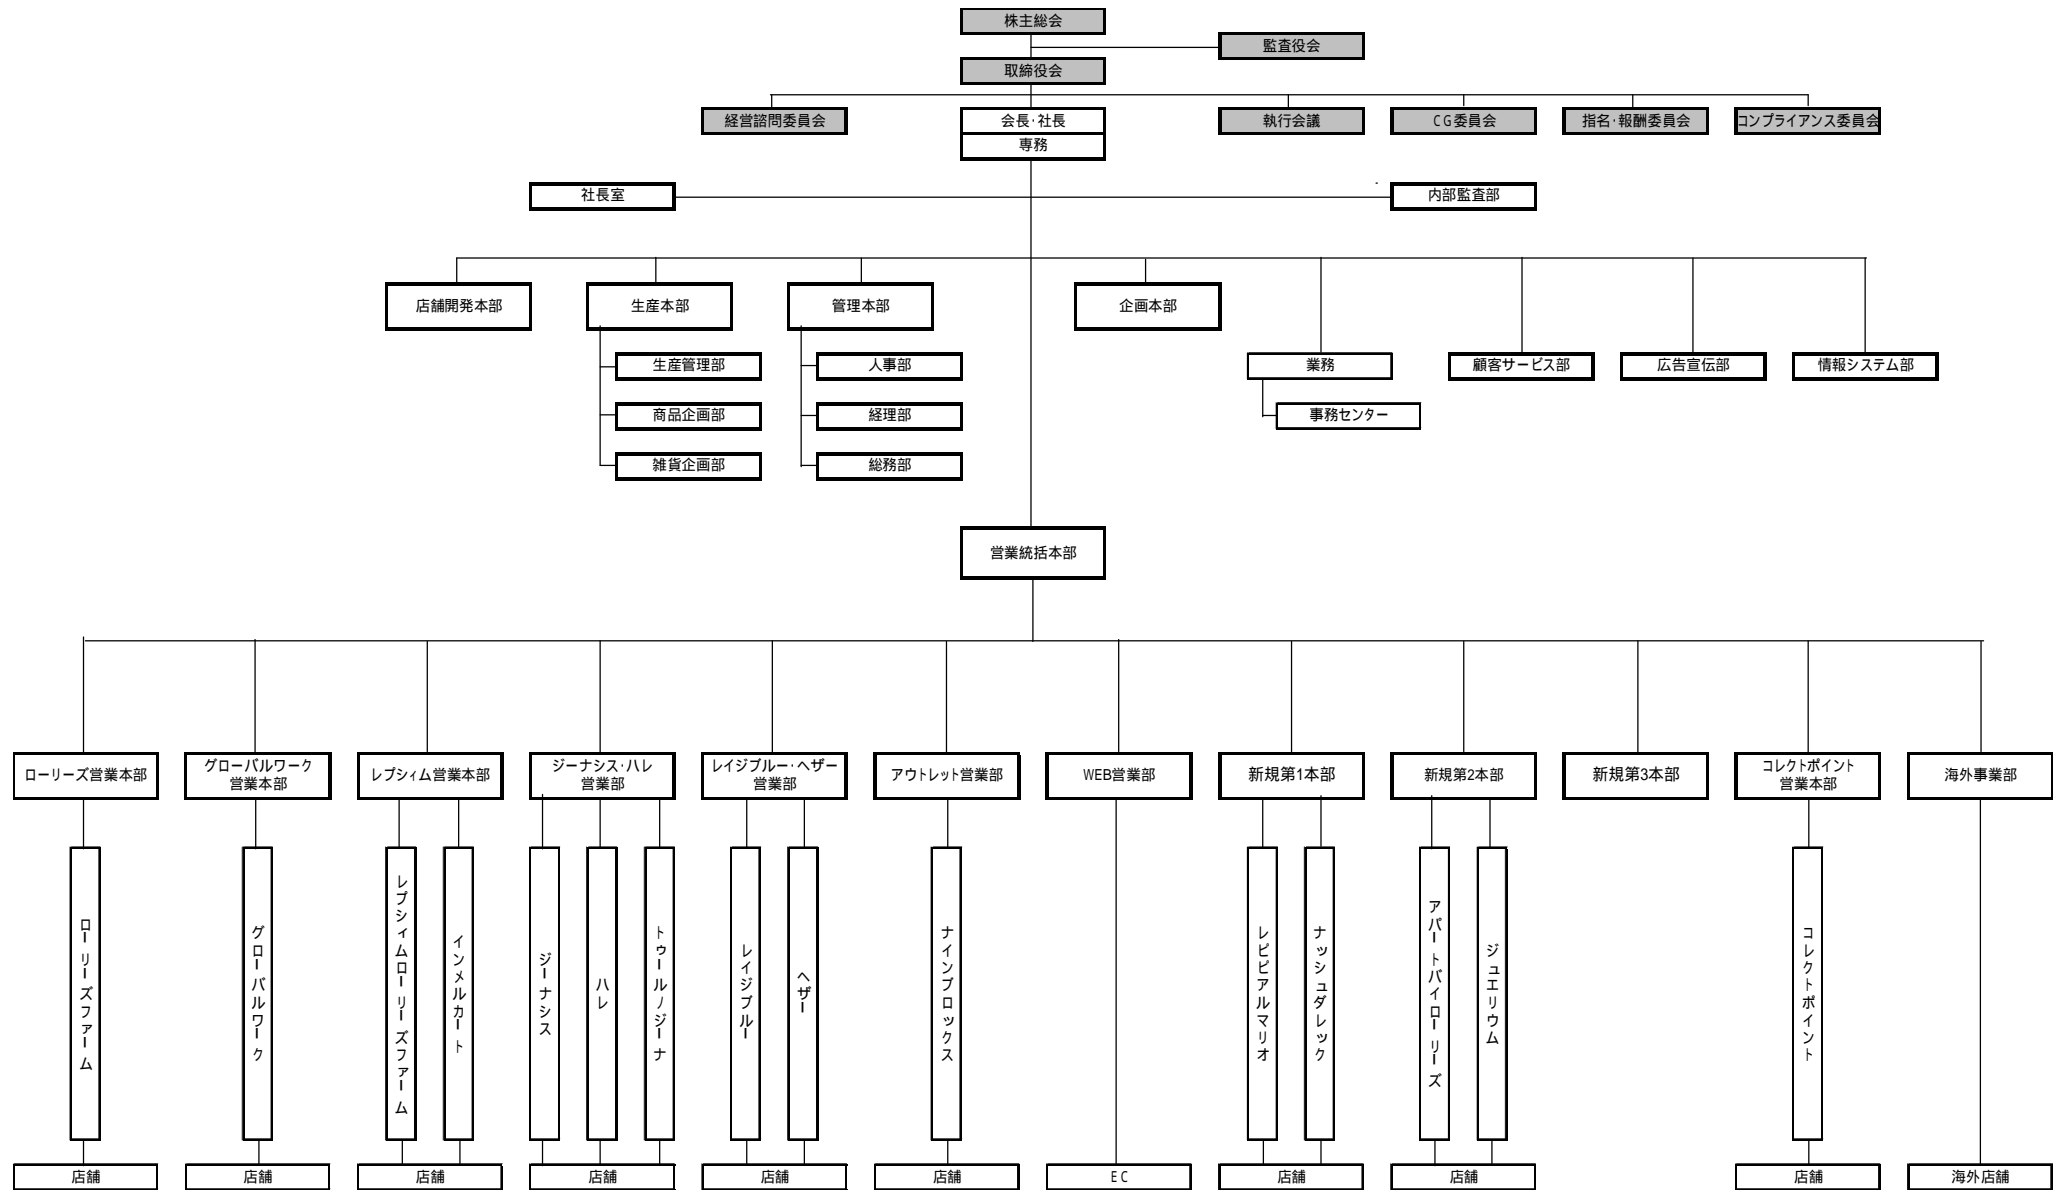 株主総会
監査役会
取締役会
経営諮問委員会
会長・社長
執行会議
CG委員会
指名・報酬委員会
コンプライアンス委員会
専務
社長室
内部監査部
店舗開発本部
生産本部
管理本部
企画本部
生産管理部
人事部
業務
顧客サービス部
広告宣伝部
情報システム部
商品企画部
経理部
事務センター
雑貨企画部
総務部
営業統括本部
ローリーズ営業本部
グローバルワーク
営業本部
レプシィム営業本部
ジーナシス・ハレ
営業部
レイジブルー・ヘザー
営業部
アウトレット営業部
WEB営業部
新規第1本部
新規第2本部
新規第3本部
コレクトポイント
営業本部
海外事業部
ローリーズファーム
グローバルワーク
レプシィムローリーズファーム
インメルカート
ジーナシス
ハレ
トゥールノジーナ
レイジブルー
ヘザー
ナインブロックス
レピピアルマリオ
ナッシュダレック
アパートバイローリーズ
ジュエリウム
コレクトポイント
店舗
店舗
店舗
店舗
店舗
店舗
EC
店舗
店舗
店舗
海外店舗